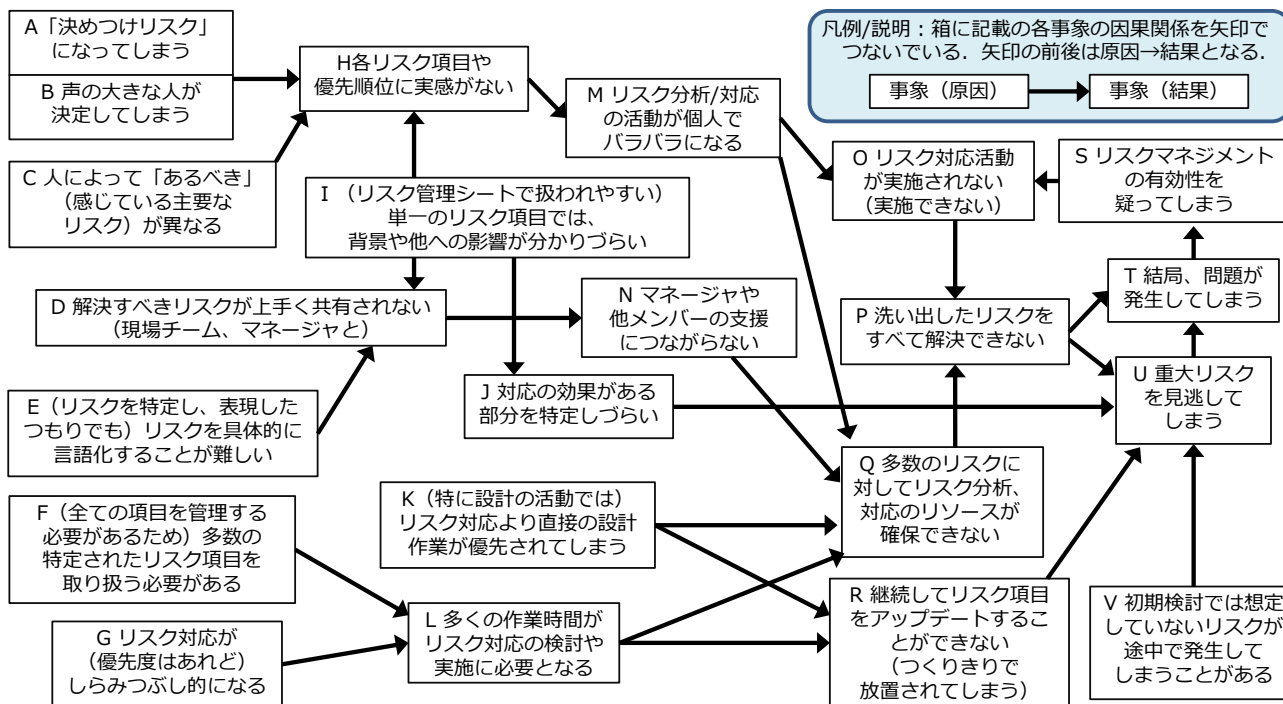 A「決めつけリスク」
になってしまう
B 声の大きな人が
決定してしまう
C 人によって「あるべき」
（感じている主要な
リスク）が異なる
H各リスク項目や
優先順位に実感がない
I （リスク管理シートで扱われやすい）
単一のリスク項目では、
背景や他への影響が分かりづらい
D 解決すべきリスクが上手く共有されない
（現場チーム、マネージャと）
E（リスクを特定し、表現した
つもりでも）リスクを具体的に
言語化することが難しい
F（全ての項目を管理する
必要があるため）多数の
特定されたリスク項目を
取り扱う必要がある
G リスク対応が
（優先度はあれど）
しらみつぶし的になる
M リスク分析/対応
の活動が個人で
バラバラになる
N マネージャや
他メンバーの支援
につながらない
J 対応の効果がある
部分を特定しづらい
K（特に設計の活動では）
リスク対応より直接の設計
作業が優先されてしまう
L 多くの作業時間が
リスク対応の検討や
実施に必要となる
凡例/説明：箱に記載の各事象の因果関係を矢印で
つないでいる．矢印の前後は原因→結果となる．
事象（原因）
事象（結果）
O リスク対応活動
が実施されない
（実施できない）
S リスクマネジメント
の有効性を
疑ってしまう
P 洗い出したリスクを
すべて解決できない
T 結局、問題が
発生してしまう
U 重大リスク
を見逃して
しまう
Q 多数のリスクに
対してリスク分析、
対応のリソースが
確保できない
R 継続してリスク項目
をアップデートするこ
とができない
（つくりきりで
放置されてしまう）
V 初期検討では想定
していないリスクが
途中で発生して
しまうことがある